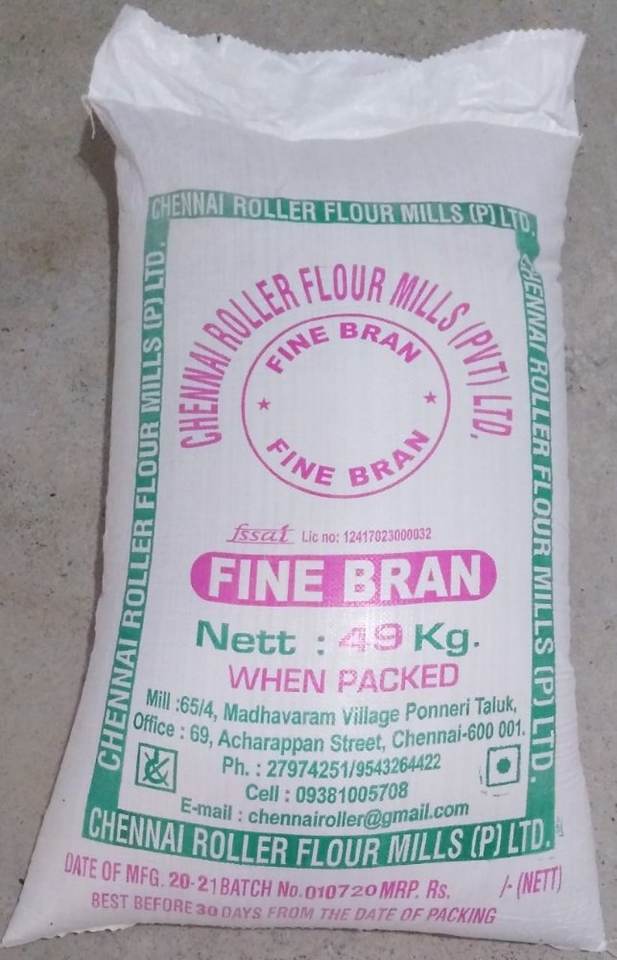 CHENNAI ROLLER FLOUR MILLS (P) LTD.
CHENNAI ROLLER FLOUR MILLS (P) LTD.
CHENNAI ROLLER FLOUR MILLS (P) LTD.
CHENNAI ROLLER FLOUR MILLS (PVT) LTD.
FINE BRAN
FINE BRAN
fssai Lic no: 12417023000032
FINE BRAN
Nett : 49 Kg.
WHEN PACKED
Mill :65/4, Madhavaram Village Ponneri Taluk,
Office : 69, Acharappan Street, Chennai-600 001.
Ph. : 27974251/9543264422
Cell : 09381005708
E-mail : chennairoller@gmail.com
CHENNAI ROLLER FLOUR MILLS (P) LTD.
DATE OF MFG. 20-21 BATCH No. 010720 MRP. Rs. /- (NETT)
BEST BEFORE 30 DAYS FROM THE DATE OF PACKING